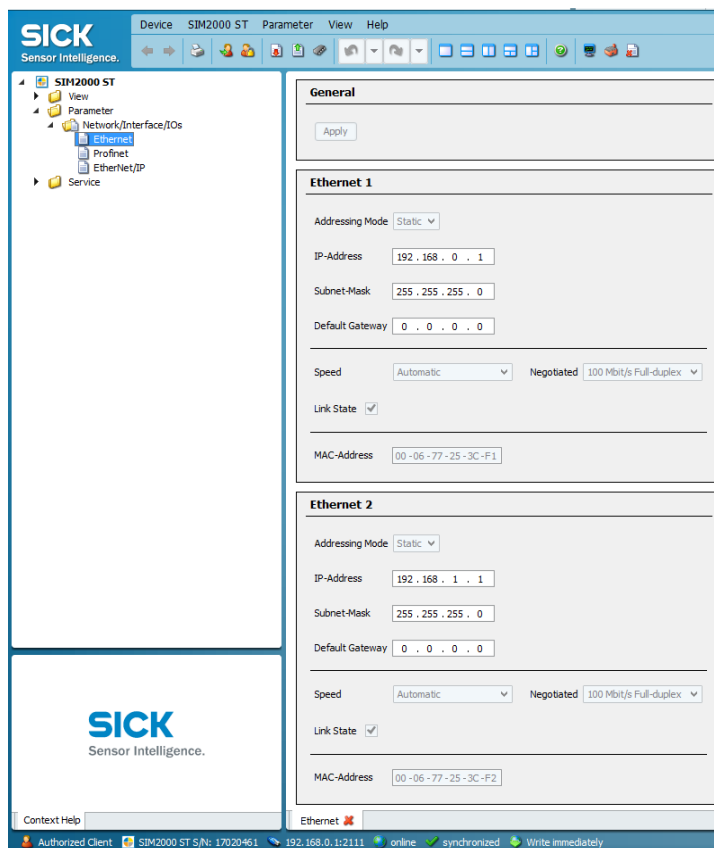 SICK
Sensor Intelligence.
Device SIM2000 ST Parameter View Help
SIM2000 ST
View
Parameter
Network/Interface/IOs
Ethernet
Profinet
EtherNet/IP
Service
General
Apply
Ethernet 1
Addressing Mode Static
IP-Address 192 . 168 . 0 . 1
Subnet-Mask 255 . 255 . 255 . 0
Default Gateway 0 . 0 . 0 . 0
Speed Automatic Negotiated 100 Mbit/s Full-duplex
Link State
MAC-Address 00 - 06 - 77 - 25 - 3C - F1
Ethernet 2
Addressing Mode Static
IP-Address 192 . 168 . 1 . 1
Subnet-Mask 255 . 255 . 255 . 0
Default Gateway 0 . 0 . 0 . 0
Speed Automatic Negotiated 100 Mbit/s Full-duplex
Link State
MAC-Address 00 - 06 - 77 - 25 - 3C - F2
SICK
Sensor Intelligence.
Context Help
Ethernet
Authorized Client SIM2000 ST S/N: 17020461 192.168.0.1:2111 online synchronized Write immediately